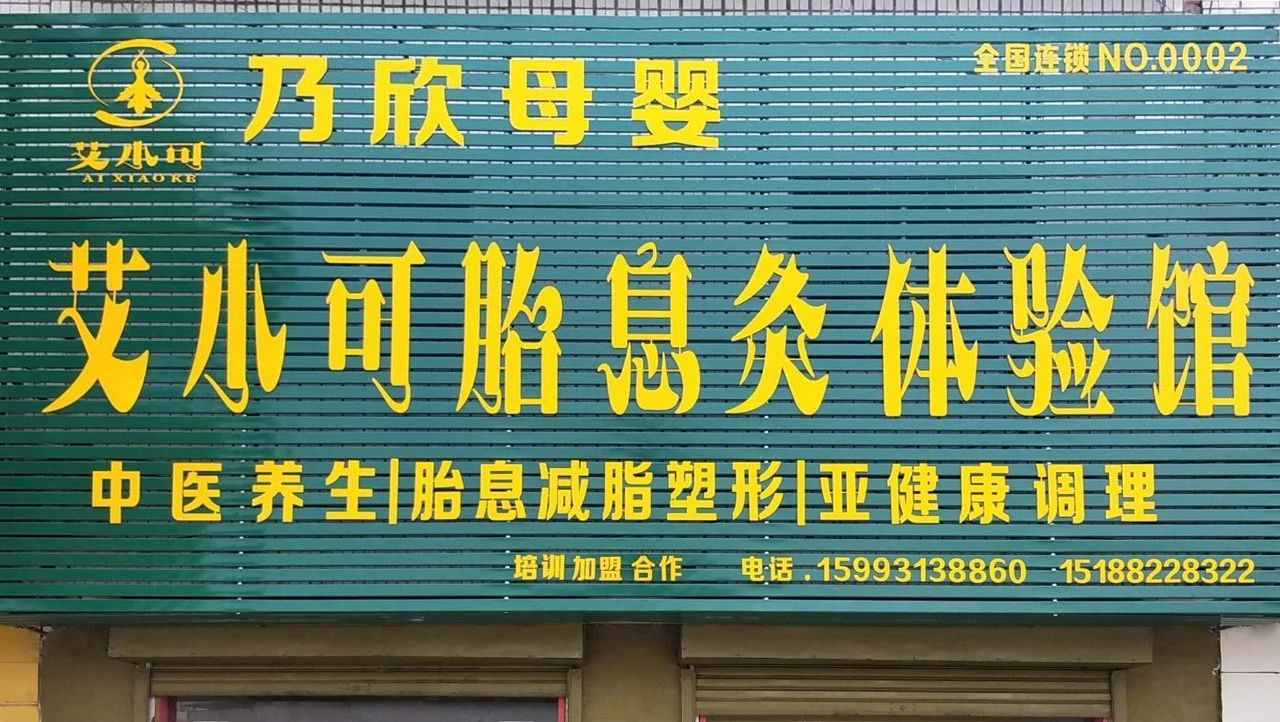 全国连锁NO.0002
乃欣母婴
艾小可
AI XIAO KE
艾小可胎息灸体验馆
中医养生|胎息减脂塑形|亚健康调理
培训 加盟 合作 电话.15993138860 15188228322